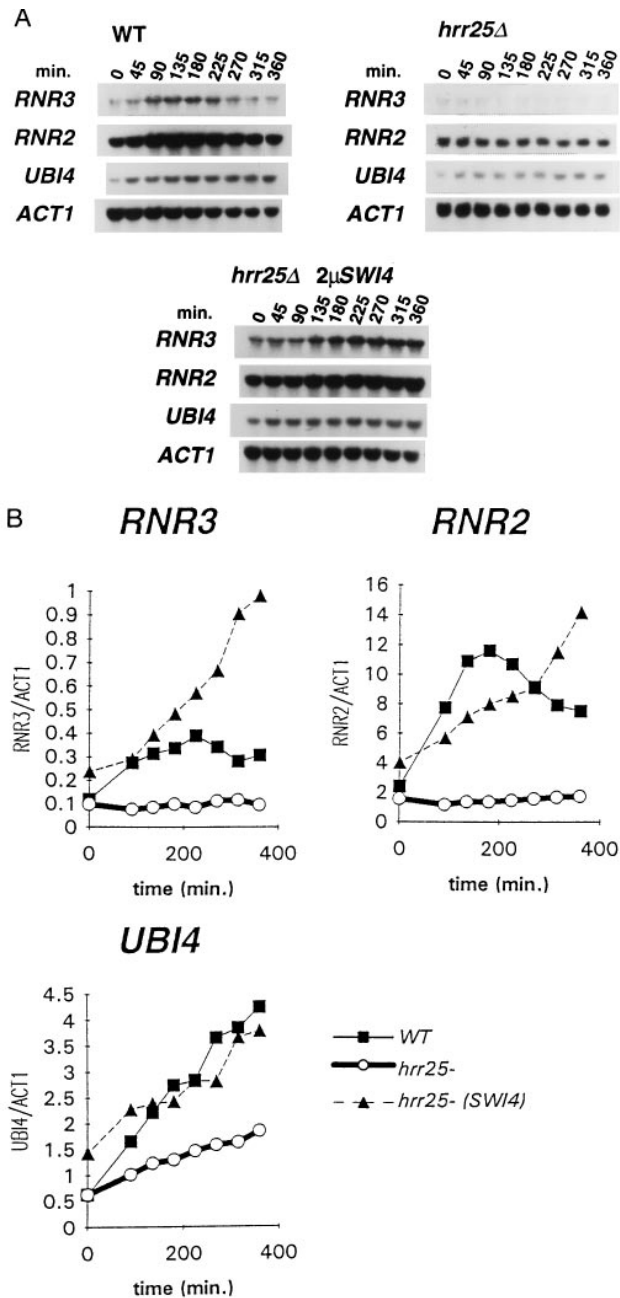 A
WT
min. 0 45 90 135 180 225 270 315 360
RNR3
RNR2
UBI4
ACT1
hrr25Δ
min. 0 45 90 135 180 225 270 315 360
RNR3
RNR2
UBI4
ACT1
hrr25Δ 2μSWI4
min. 0 45 90 135 180 225 270 315 360
RNR3
RNR2
UBI4
ACT1
B
RNR3
1
0.9
0.8
0.7
0.6
0.5
0.4
0.3
0.2
0.1
0
RNR3/ACT1
0 200 400
time (min.)
RNR2
16
14
12
10
8
6
4
2
0
RNR2/ACT1
0 200 400
time (min.)
UBI4
4.5
4
3.5
3
2.5
2
1.5
1
0.5
0
UBI4/ACT1
0 200 400
time (min.)
WT
hrr25-
hrr25- (SWI4)